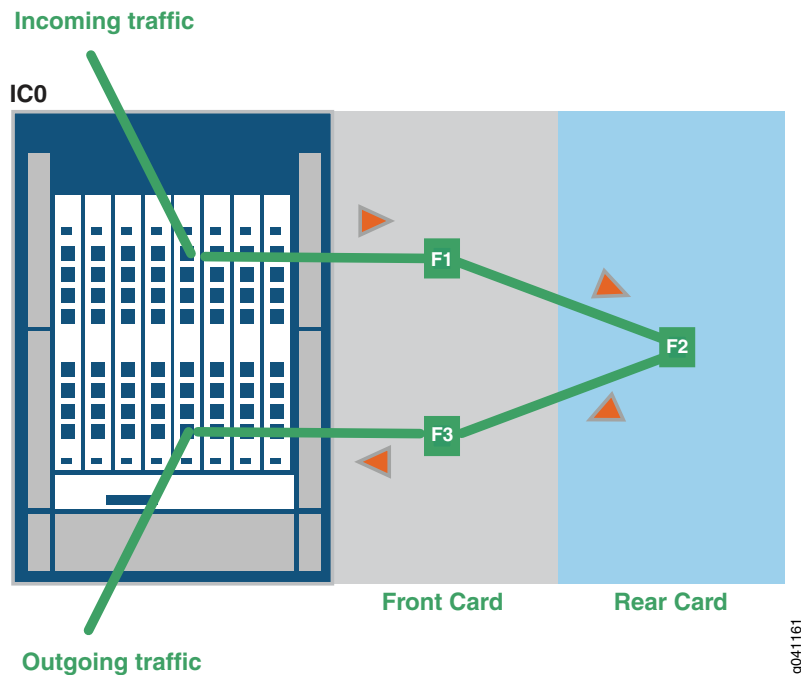 Incoming traffic
IC0
F1
F2
F3
Front Card
Rear Card
Outgoing traffic
g041161